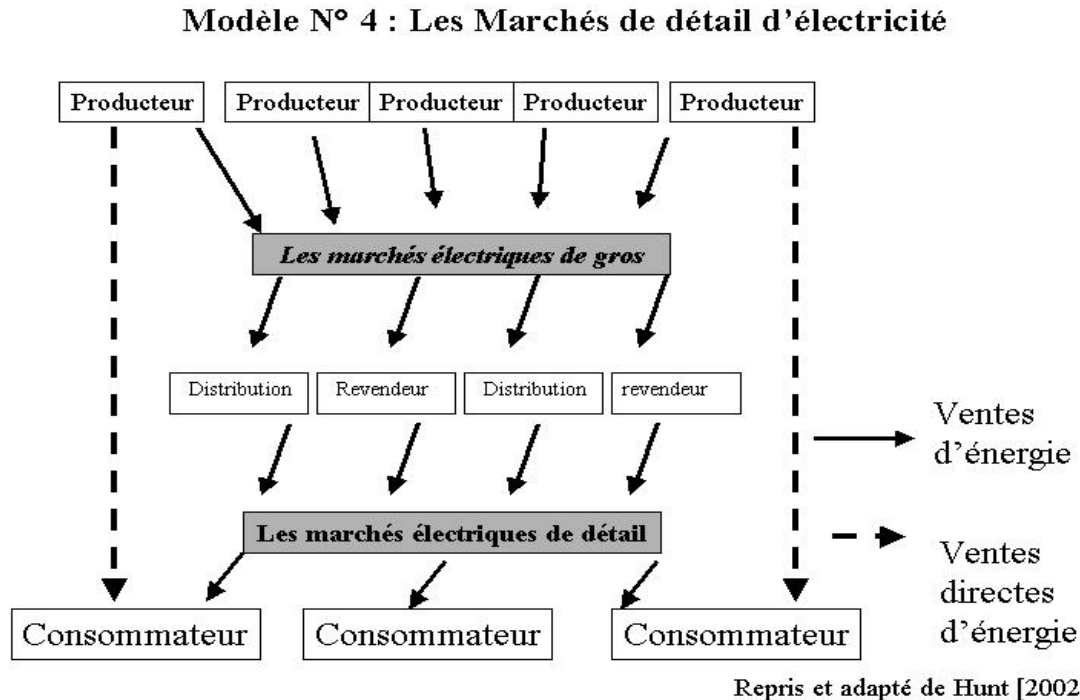 Modèle N° 4 : Les Marchés de détail d'électricité
Producteur Producteur Producteur Producteur Producteur
Les marchés électriques de gros
Distribution Revendeur Distribution revendeur
Ventes
d'énergie
Les marchés électriques de détail
Ventes
directes
d'énergie
Consommateur Consommateur Consommateur
Repris et adapté de Hunt [2002